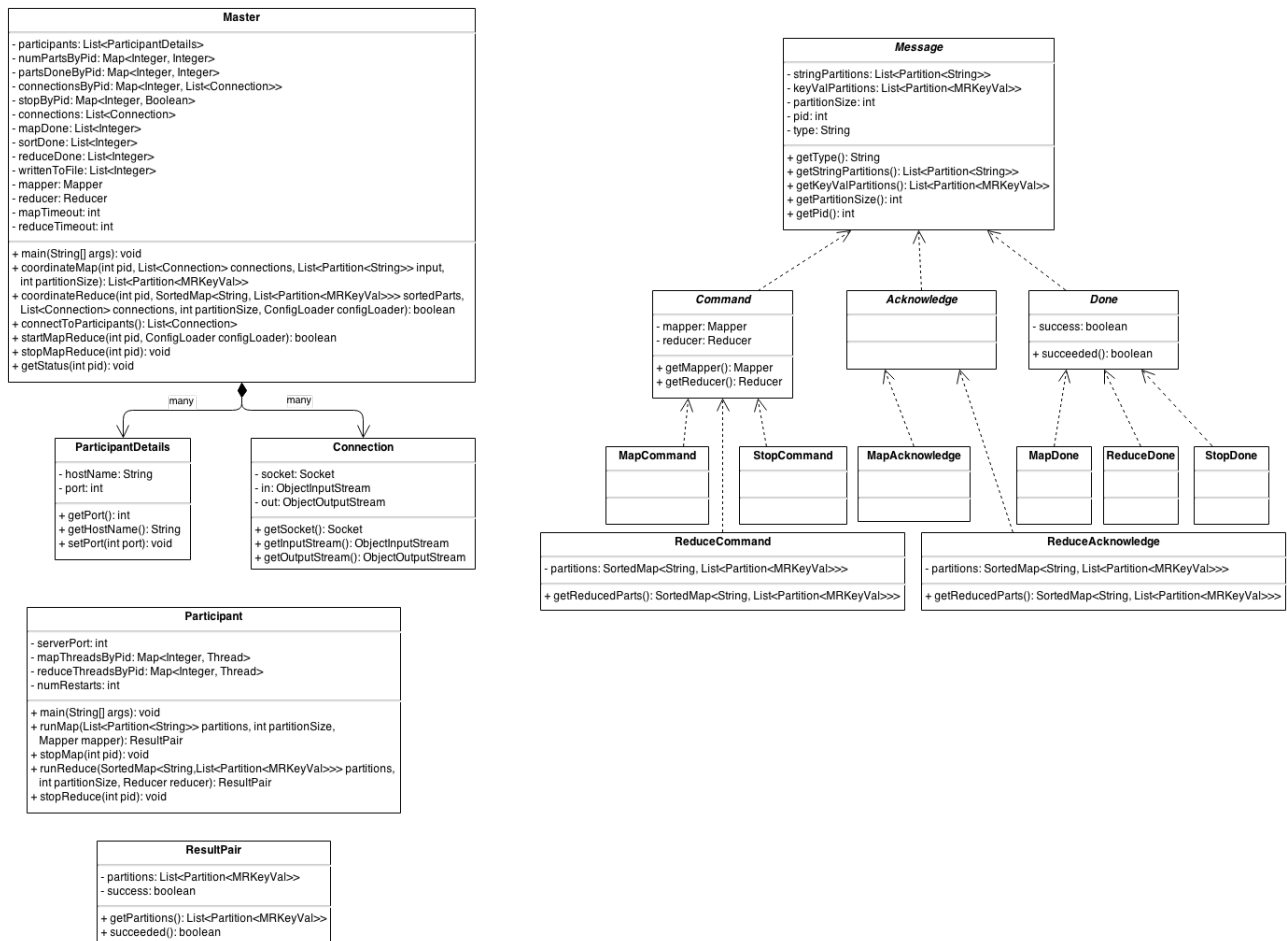 Master
- participants: List<ParticipantDetails>
- numPartsByPid: Map<Integer, Integer>
- partsDoneByPid: Map<Integer, Integer>
- connectionsByPid: Map<Integer, List<Connection>>
- stopByPid: Map<Integer, Boolean>
- connections: List<Connection>
- mapDone: List<Integer>
- sortDone: List<Integer>
- reduceDone: List<Integer>
- writtenToFile: List<Integer>
- mapper: Mapper
- reducer: Reducer
- mapTimeout: int
- reduceTimeout: int
+ main(String[] args): void
+ coordinateMap(int pid, List<Connection> connections, List<Partition<String>> input,
int partitionSize): List<Partition<MRKeyVal>>
+ coordinateReduce(int pid, SortedMap<String, List<Partition<MRKeyVal>>> sortedParts,
List<Connection> connections, int partitionSize, ConfigLoader configLoader): boolean
+ connectToParticipants(): List<Connection>
+ startMapReduce(int pid, ConfigLoader configLoader): boolean
+ stopMapReduce(int pid): void
+ getStatus(int pid): void
many
many
ParticipantDetails
- hostName: String
- port: int
+ getPort(): int
+ getHostName(): String
+ setPort(int port): void
Connection
- socket: Socket
- in: ObjectInputStream
- out: ObjectOutputStream
+ getSocket(): Socket
+ getInputStream(): ObjectInputStream
+ getOutputStream(): ObjectOutputStream
Participant
- serverPort: int
- mapThreadsByPid: Map<Integer, Thread>
- reduceThreadsByPid: Map<Integer, Thread>
- numRestarts: int
+ main(String[] args): void
+ runMap(List<Partition<String>> partitions, int partitionSize,
Mapper mapper): ResultPair
+ stopMap(int pid): void
+ runReduce(SortedMap<String,List<Partition<MRKeyVal>>> partitions,
int partitionSize, Reducer reducer): ResultPair
+ stopReduce(int pid): void
ResultPair
- partitions: List<Partition<MRKeyVal>>
- success: boolean
+ getPartitions(): List<Partition<MRKeyVal>>
+ succeeded(): boolean
Message
- stringPartitions: List<Partition<String>>
- keyValPartitions: List<Partition<MRKeyVal>>
- partitionSize: int
- pid: int
- type: String
+ getType(): String
+ getStringPartitions(): List<Partition<String>>
+ getKeyValPartitions(): List<Partition<MRKeyVal>>
+ getPartitionSize(): int
+ getPid(): int
Command
- mapper: Mapper
- reducer: Reducer
+ getMapper(): Mapper
+ getReducer(): Reducer
Acknowledge
Done
- success: boolean
+ succeeded(): boolean
MapCommand
StopCommand
MapAcknowledge
MapDone
ReduceDone
StopDone
ReduceCommand
- partitions: SortedMap<String, List<Partition<MRKeyVal>>>
+ getReducedParts(): SortedMap<String, List<Partition<MRKeyVal>>>
ReduceAcknowledge
- partitions: SortedMap<String, List<Partition<MRKeyVal>>>
+ getReducedParts(): SortedMap<String, List<Partition<MRKeyVal>>>